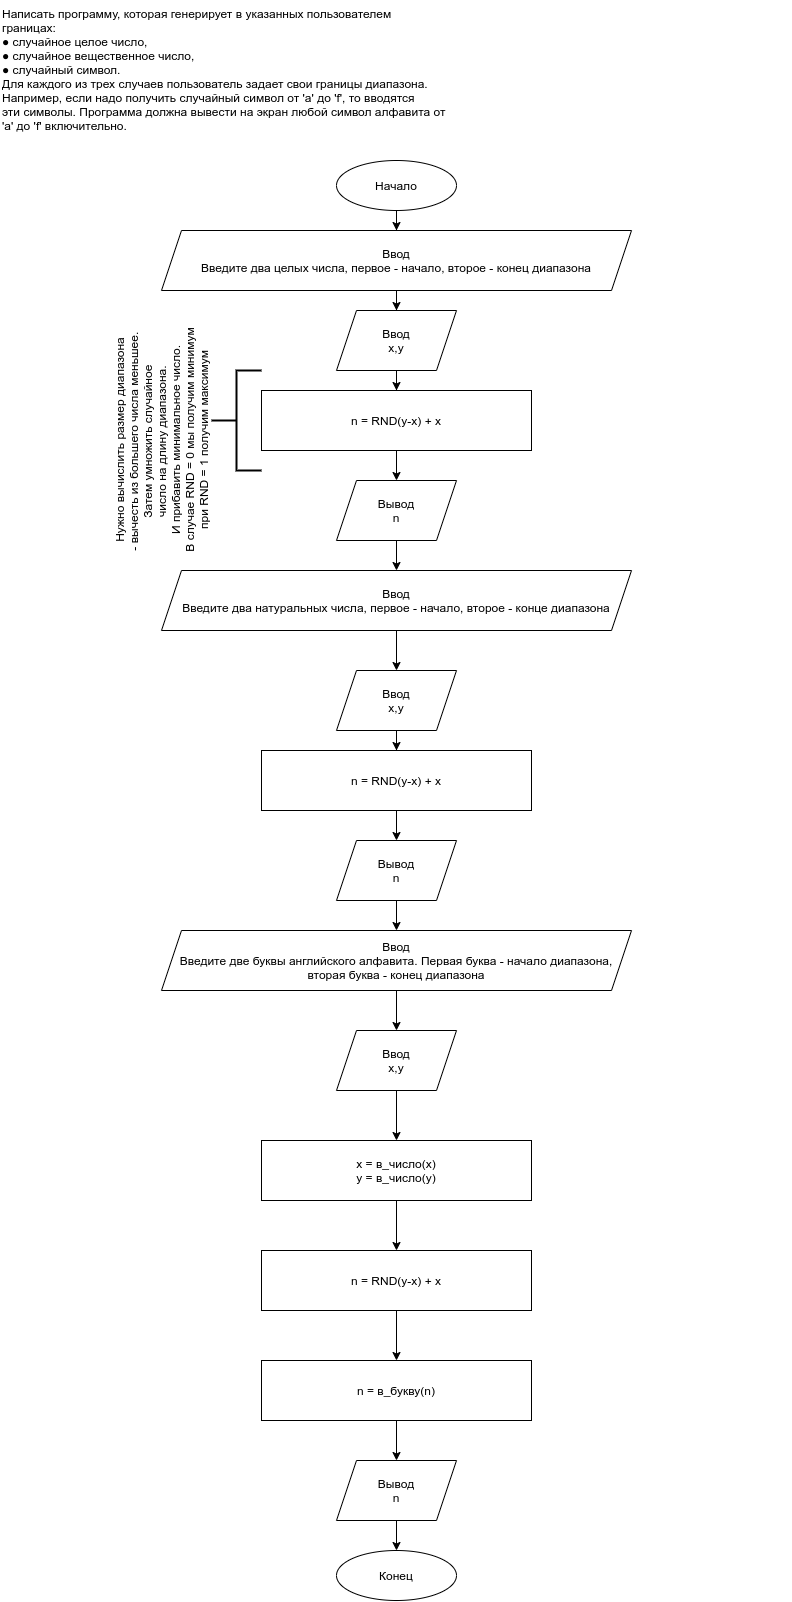 Написать программу, которая генерирует в указанных пользователем
границах:
● случайное целое число,
● случайное вещественное число,
● случайный символ.
Для каждого из трех случаев пользователь задает свои границы диапазона.
Например, если надо получить случайный символ от 'a' до 'f', то вводятся
эти символы. Программа должна вывести на экран любой символ алфавита от
'a' до 'f' включительно.
Начало
Ввод
Введите два целых числа, первое - начало, второе - конец диапазона
Ввод
x,y
Нужно вычислить размер диапазона
- вычесть из большего числа меньшее.
Затем умножить случайное
число на длину диапазона.
И прибавить минимальное число.
В случае RND = 0 мы получим минимум
при RND = 1 получим максимум
n = RND(y-x) + x
Вывод
n
Ввод
Введите два натуральных числа, первое - начало, второе - конце диапазона
Ввод
x,y
n = RND(y-x) + x
Вывод
n
Ввод
Введите две буквы английского алфавита. Первая буква - начало диапазона,
вторая буква - конец диапазона
Ввод
x,y
x = в_число(x)
y = в_число(y)
n = RND(y-x) + x
n = в_букву(n)
Вывод
n
Конец